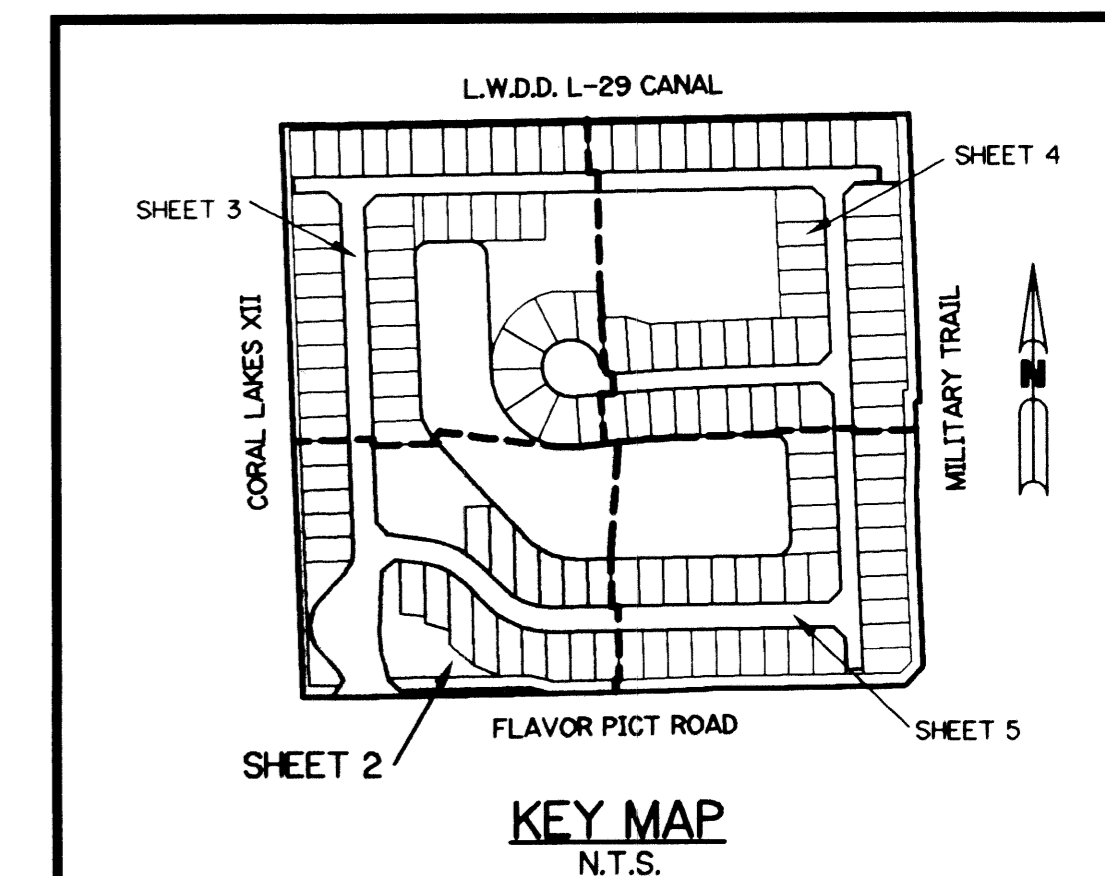 L.W.D.D. L-29 CANAL
SHEET 4
SHEET 3
CORAL LAKES XII
MILITARY TRAIL
N
FLAVOR PICT ROAD
SHEET 5
SHEET 2
KEY MAP
N.T.S.